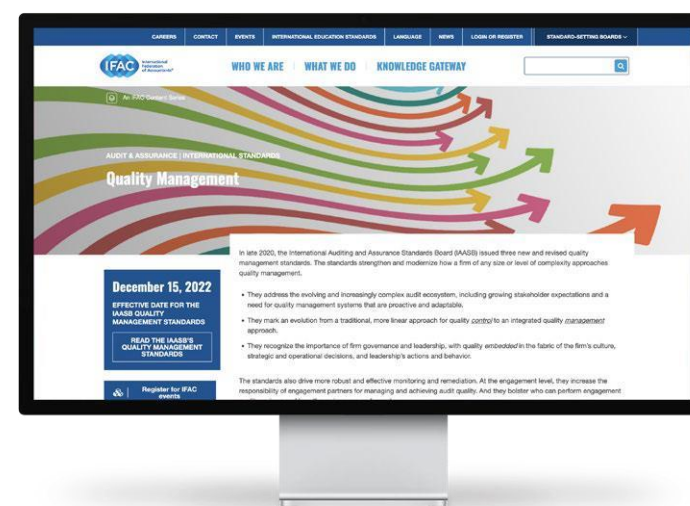 CAREERS CONTACT EVENTS INTERNATIONAL EDUCATION STANDARDS LANGUAGE NEWS LOGIN OR REGISTER STANDARD-SETTING BOARDS
IFAC International Federation of Accountants
WHO WE ARE WHAT WE DO KNOWLEDGE GATEWAY
An IFAC Content Series
AUDIT & ASSURANCE | INTERNATIONAL STANDARDS
Quality Management
In late 2020, the International Auditing and Assurance Standards Board (IAASB) issued three new and revised quality
management standards. The standards strengthen and modernize how a firm of any size or level of complexity approaches
quality management.
• They address the evolving and increasingly complex audit ecosystem, including growing stakeholder expectations and a
need for quality management systems that are proactive and adaptable.
• They mark an evolution from a traditional, more linear approach for quality control to an integrated quality management
approach.
• They recognize the importance of firm governance and leadership, with quality embedded in the fabric of the firm's culture,
strategic and operational decisions, and leadership's actions and behavior.
The standards also drive more robust and effective monitoring and remediation. At the engagement level, they increase the
responsibility of engagement partners for managing and achieving audit quality. And they bolster who can perform engagement
December 15, 2022
EFFECTIVE DATE FOR THE
IAASB QUALITY
MANAGEMENT STANDARDS
READ THE IAASB'S
QUALITY MANAGEMENT
STANDARDS
Register for IFAC
events